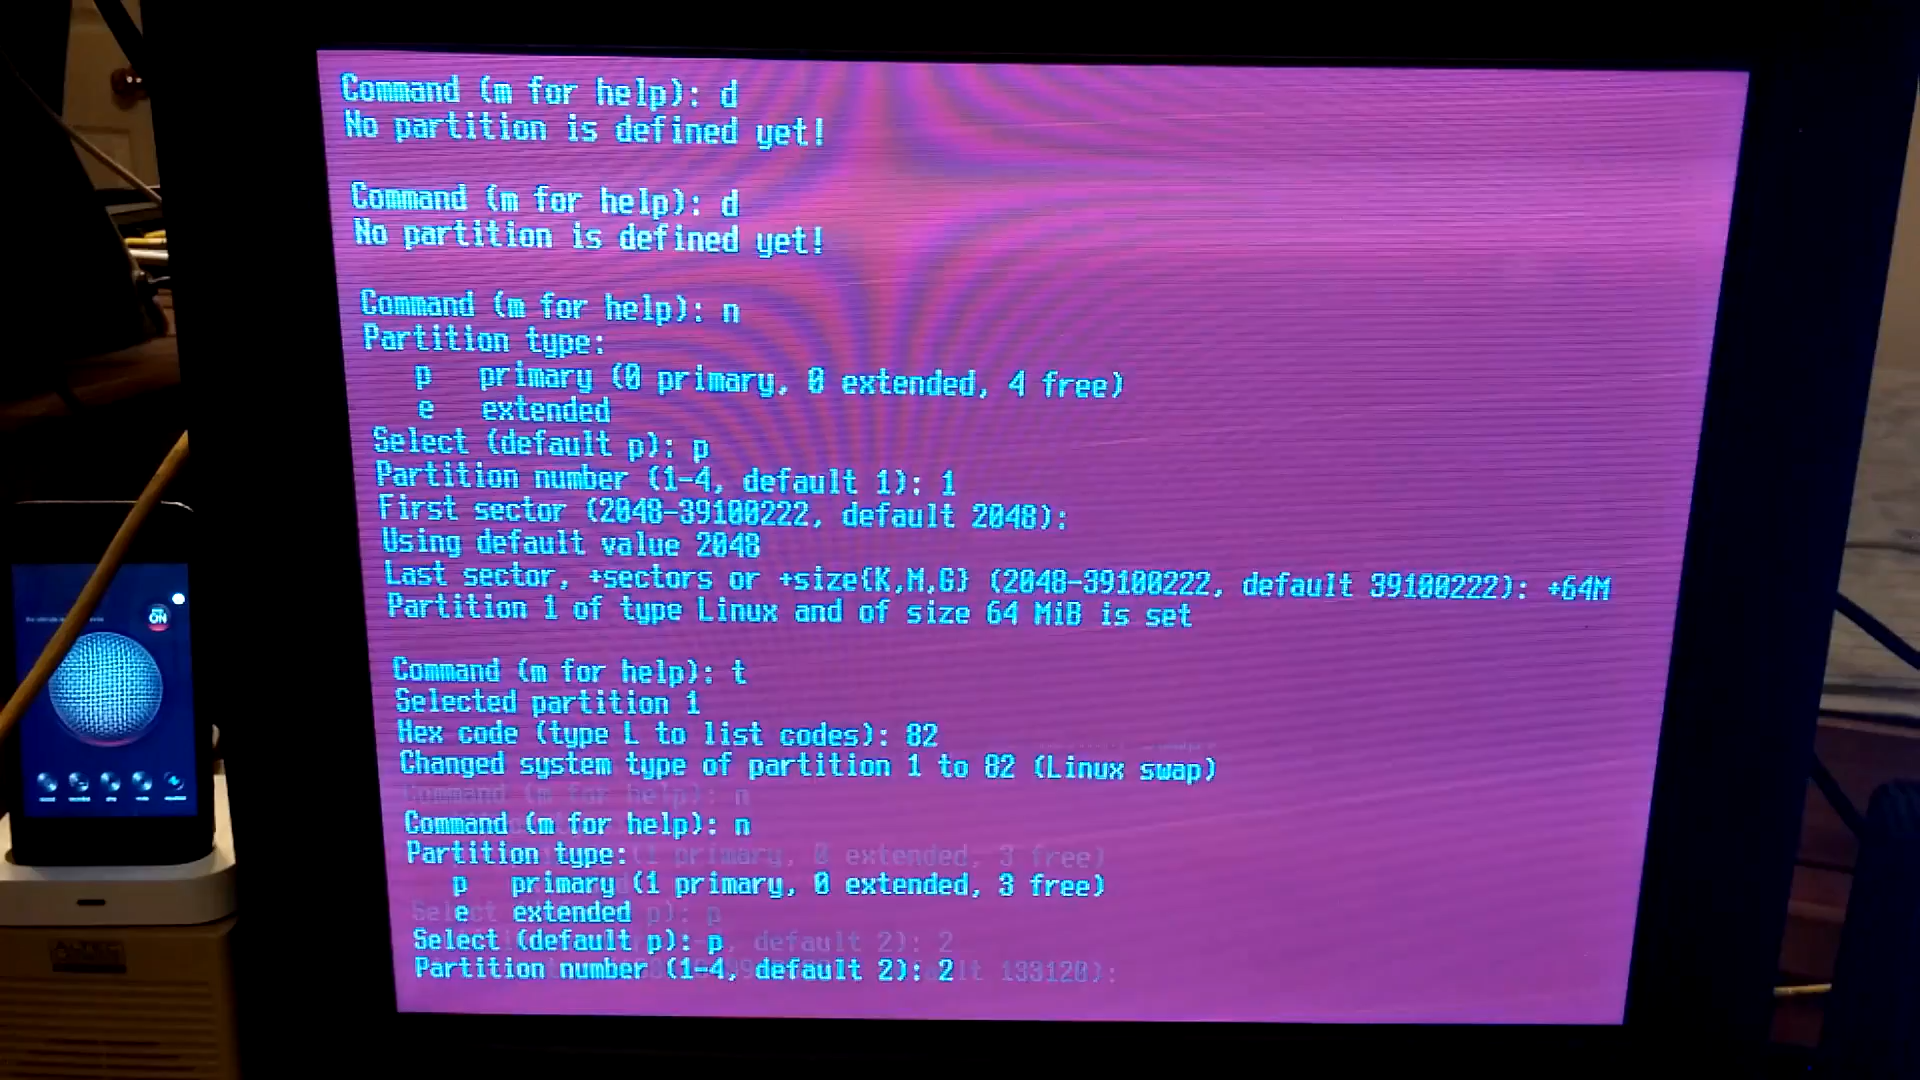 Command (m for help): d
No partition is defined yet!
Command (m for help): d
No partition is defined yet!
Command (m for help): n
Partition type:
p primary (0 primary, 0 extended, 4 free)
e extended
Select (default p): p
Partition number (1-4, default 1): 1
First sector (2048-39100222, default 2048):
Using default value 2048
Last sector, +sectors or +size{K,M,G} (2048-39100222, default 39100222): +64M
Partition 1 of type Linux and of size 64 MiB is set
Command (m for help): t
Selected partition 1
Hex code (type L to list codes): 82
Changed system type of partition 1 to 82 (Linux swap)
Command (m for help): n
Partition type:
p primary (1 primary, 0 extended, 3 free)
e extended
Select (default p): p
Partition number (1-4, default 2): 2
ON
ALTEC